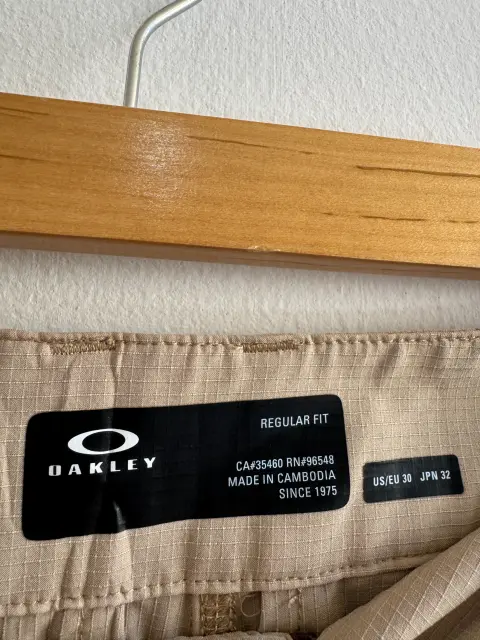 OAKLEY
REGULAR FIT
CA#35460 RN#96548
MADE IN CAMBODIA
SINCE 1975
US/EU 30 JPN 32